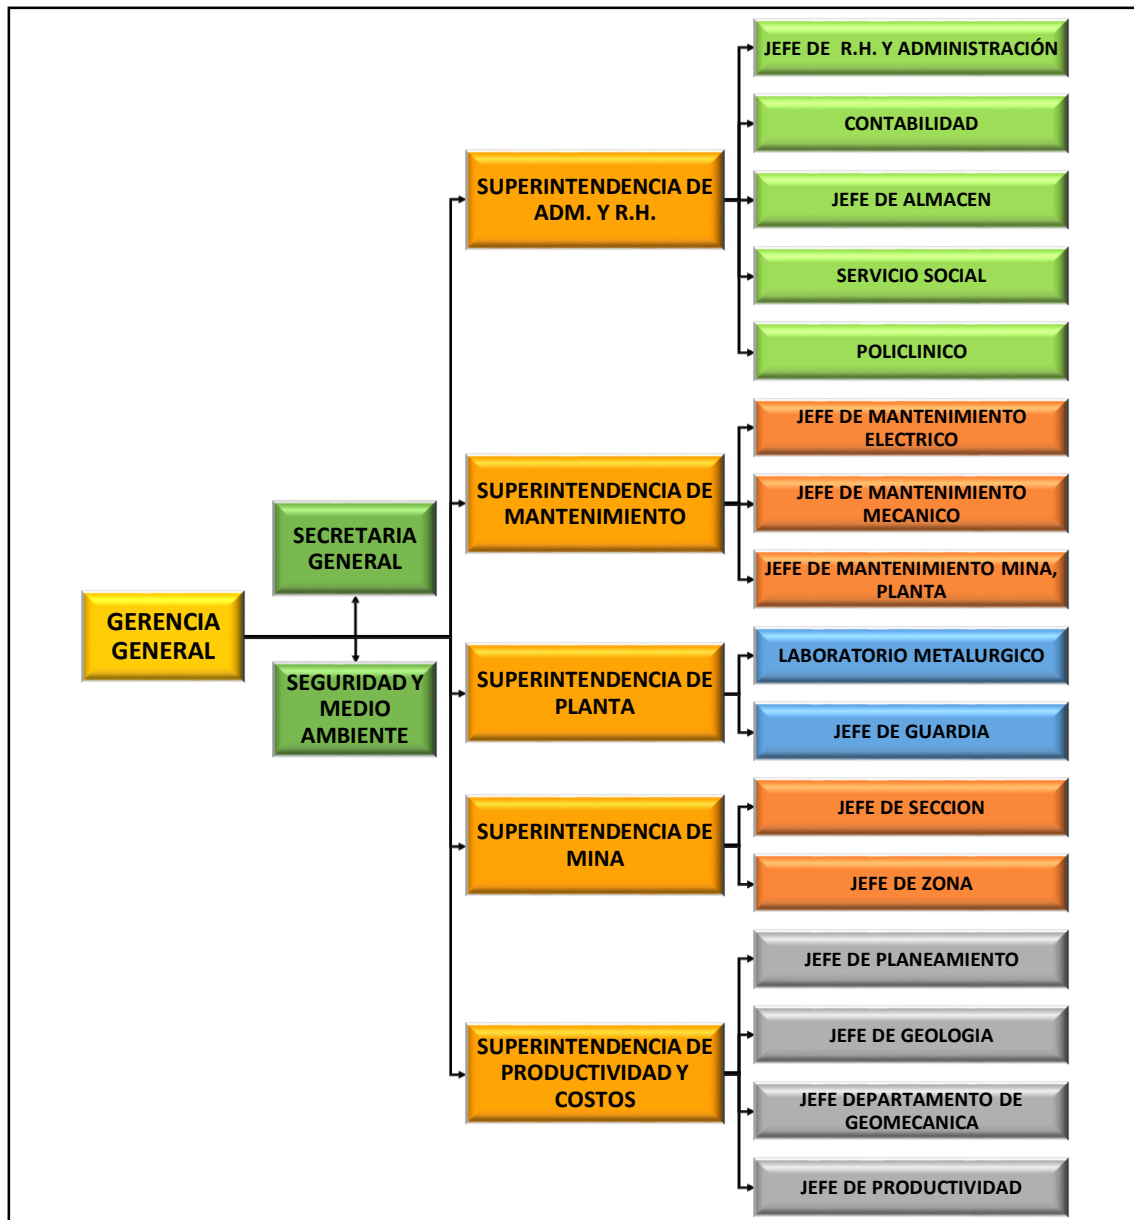 GERENCIA
GENERAL
SECRETARIA
GENERAL
SEGURIDAD Y
MEDIO
AMBIENTE
SUPERINTENDENCIA DE
ADM. Y R.H.
JEFE DE R.H. Y ADMINISTRACIÓN
CONTABILIDAD
JEFE DE ALMACEN
SERVICIO SOCIAL
POLICLINICO
SUPERINTENDENCIA DE
MANTENIMIENTO
JEFE DE MANTENIMIENTO
ELECTRICO
JEFE DE MANTENIMIENTO
MECANICO
JEFE DE MANTENIMIENTO MINA,
PLANTA
SUPERINTENDENCIA DE
PLANTA
LABORATORIO METALURGICO
JEFE DE GUARDIA
SUPERINTENDENCIA DE
MINA
JEFE DE SECCION
JEFE DE ZONA
SUPERINTENDENCIA DE
PRODUCTIVIDAD Y
COSTOS
JEFE DE PLANEAMIENTO
JEFE DE GEOLOGIA
JEFE DEPARTAMENTO DE
GEOMECANICA
JEFE DE PRODUCTIVIDAD